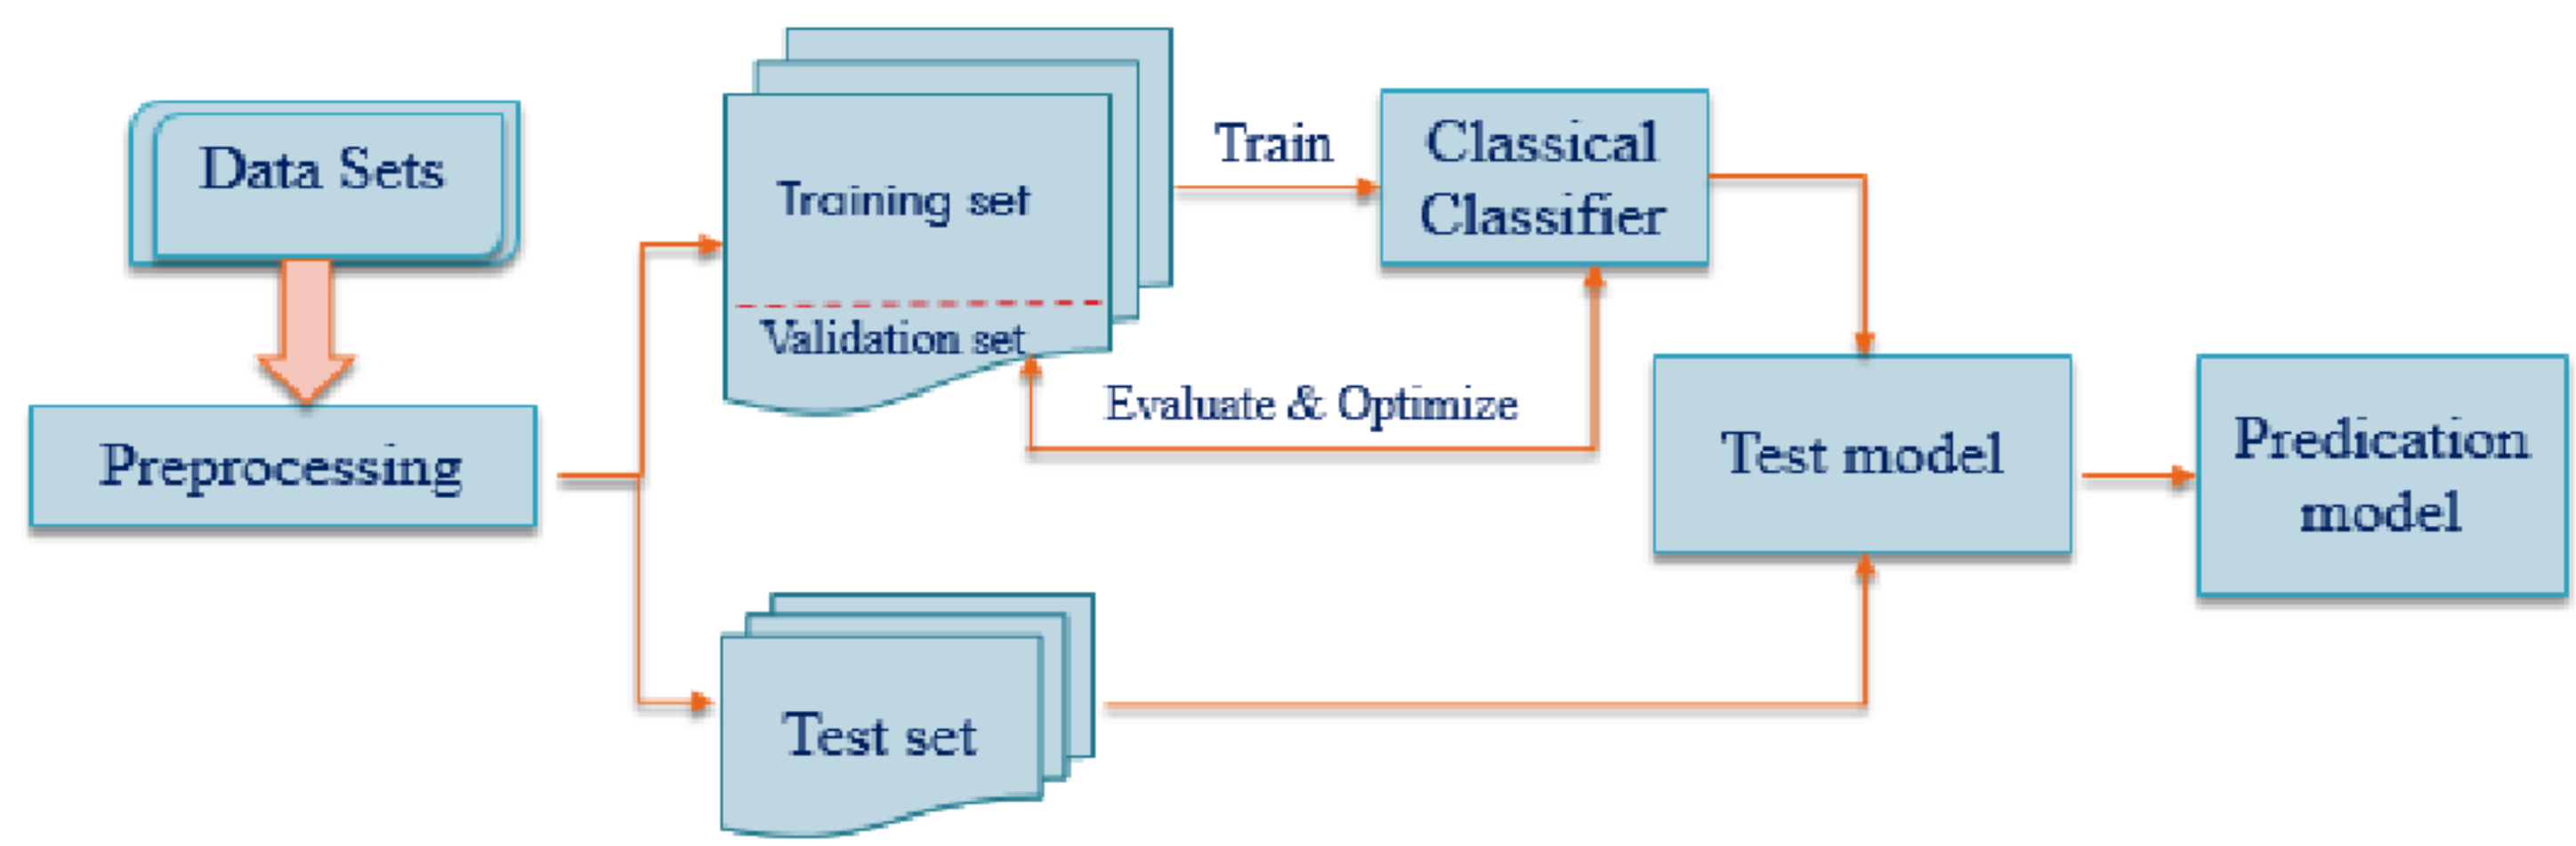 Data Sets
Preprocessing
Training set
Validation set
Train
Classical
Classifier
Evaluate & Optimize
Test set
Test model
Predication
model